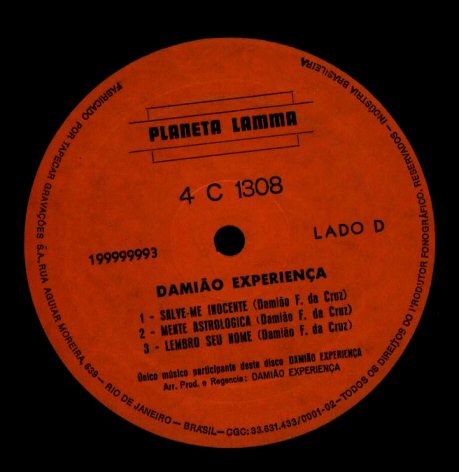 PLANETA LAMMA
4 C 1308
LADO D
199999993
DAMIÃO EXPERIENÇA
1 - SALVE-ME INOCENTE (Damião F. da Cruz)
2 - MENTE ASTROLOGICA (Damião F. da Cruz)
3 - LEMBRO SEU NOME (Damião F. da Cruz)
Único músico participante deste disco DAMIÃO EXPERIENÇA
Arr. Prod. e Regencia: DAMIÃO EXPERIENÇA
FABRICADO POR TAPECAR GRAVAÇÕES S.A. RUA AGUIAR MOREIRA, 639 - RIO DE JANEIRO - BRASIL - CGC: 33.631.433/0001-02 - TODOS OS DIREITOS DO PRODUTOR FONOGRÁFICO, RESERVADOS - INDÚSTRIA BRASILEIRA